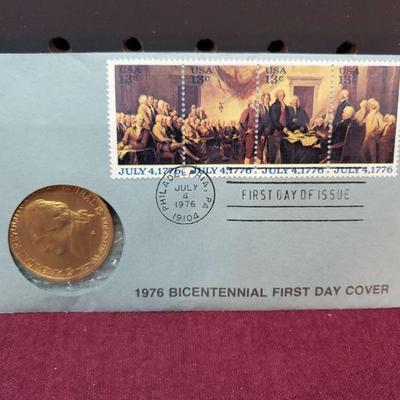 USA 13c USA 13c USA 13c USA 13c
JULY 4, 1776 JULY 4, 1776 JULY 4, 1776 JULY 4, 1776
PHILADELPHIA, PA
JULY
4
1976
19104
FIRST DAY OF ISSUE
1976 BICENTENNIAL FIRST DAY COVER